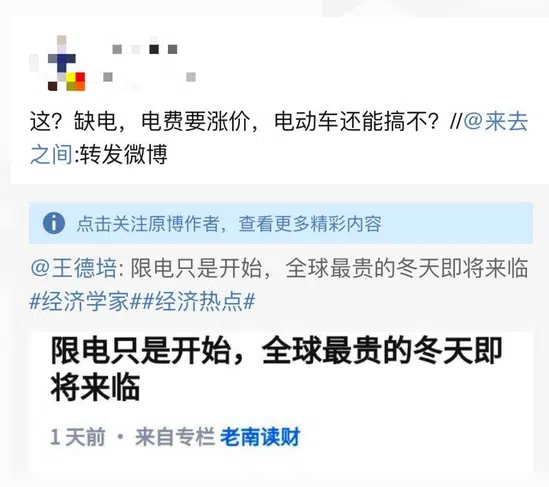 这？缺电，电费要涨价，电动车还能搞不？//@来去
之间:转发微博
点击关注原博作者，查看更多精彩内容
@王德培: 限电只是开始，全球最贵的冬天即将来临
#经济学家##经济热点#
限电只是开始，全球最贵的冬天即
将来临
1 天前 · 来自专栏 老南读财